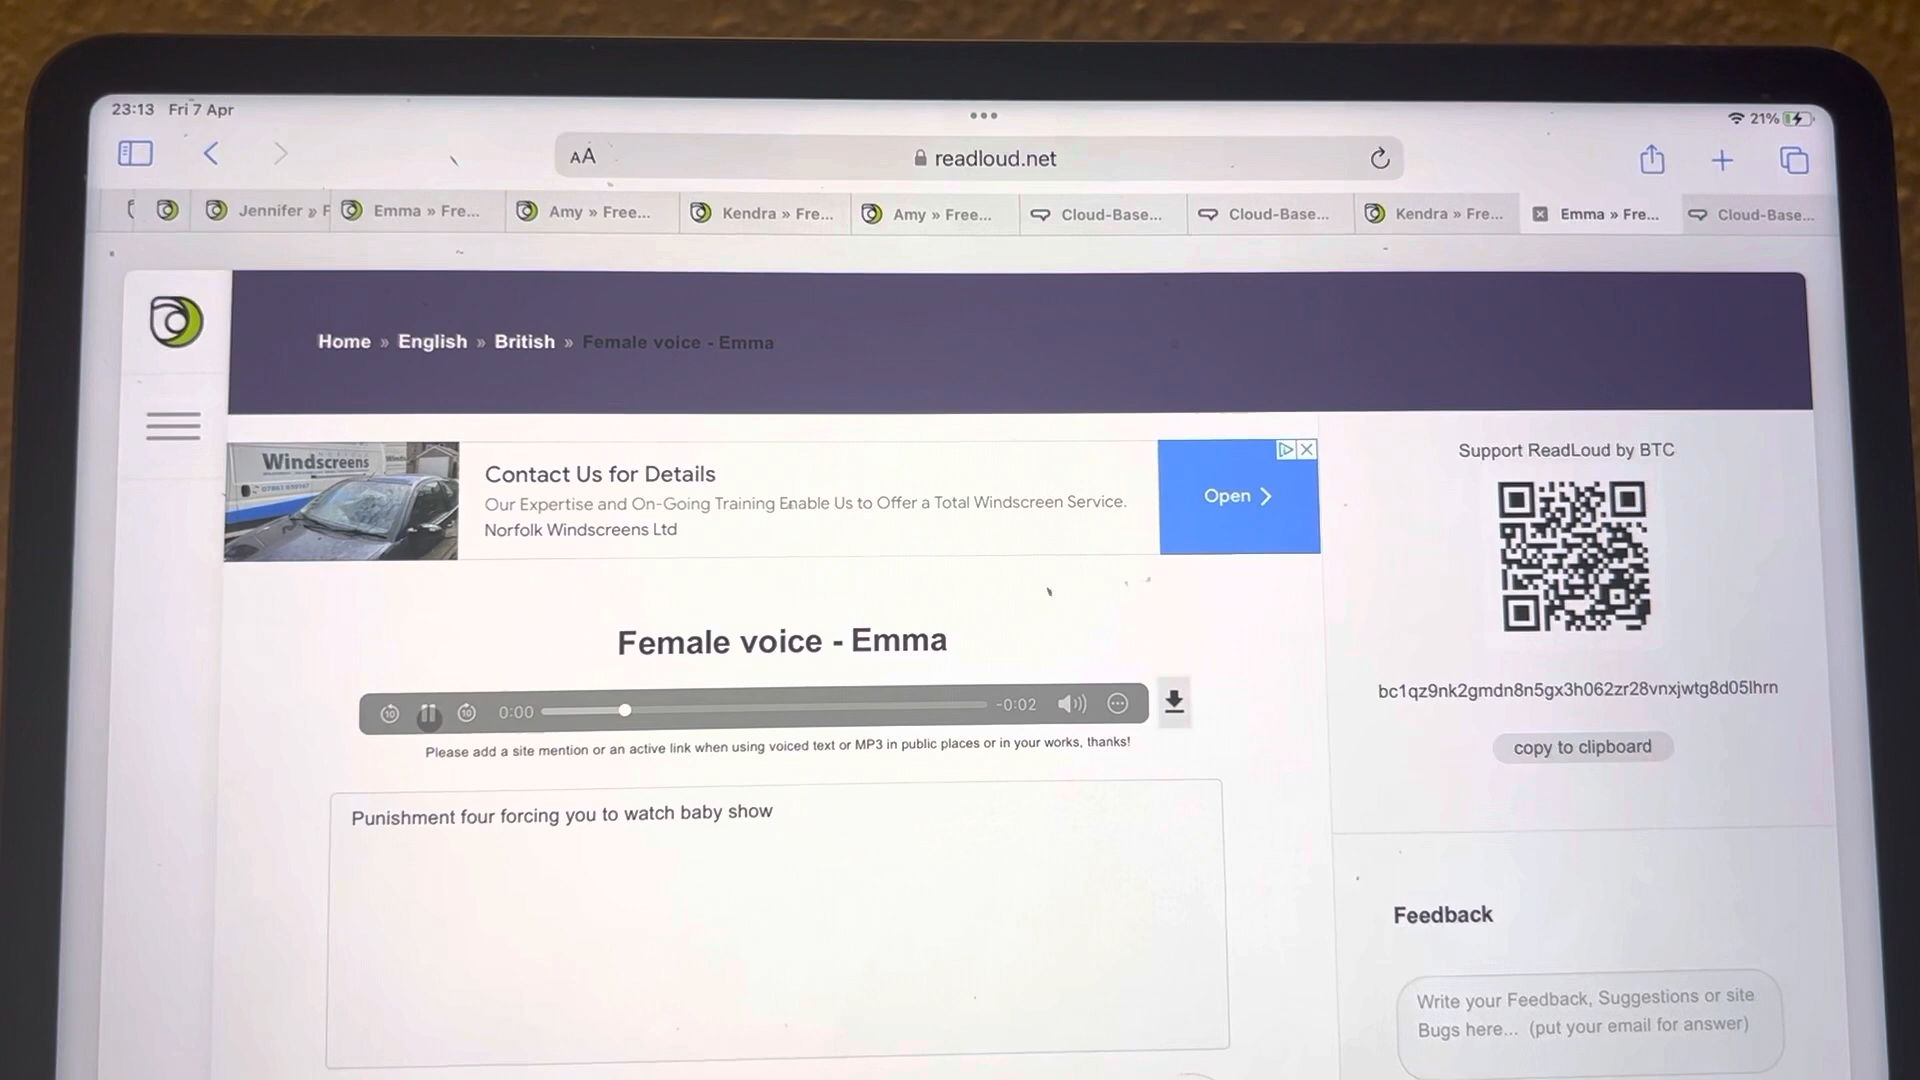 23:13 Fri 7 Apr
21%
AA readloud.net
Jennifer » F
Emma » Fre...
Amy » Free...
Kendra » Fre...
Amy » Free...
Cloud-Base...
Cloud-Base...
Kendra » Fre...
Emma » Fre...
Cloud-Base...
Home » English » British » Female voice - Emma
Windscreens
Contact Us for Details
Our Expertise and On-Going Training Enable Us to Offer a Total Windscreen Service.
Norfolk Windscreens Ltd
Open
Support ReadLoud by BTC
bc1qz9nk2gmdn8n5gx3h062zr28vnxjwtg8d05lhrn
copy to clipboard
Female voice - Emma
10 10 0:00 -0:02
Please add a site mention or an active link when using voiced text or MP3 in public places or in your works, thanks!
Punishment four forcing you to watch baby show
Feedback
Write your Feedback, Suggestions or site
Bugs here... (put your email for answer)